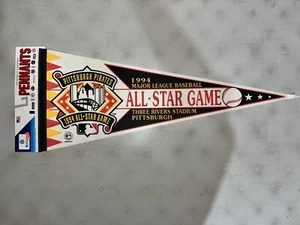 PENNANTS
PITTSBURGH PIRATES
1994 ALL-STAR GAME
1994
MAJOR LEAGUE BASEBALL
ALL-STAR GAME
THREE RIVERS STADIUM
PITTSBURGH